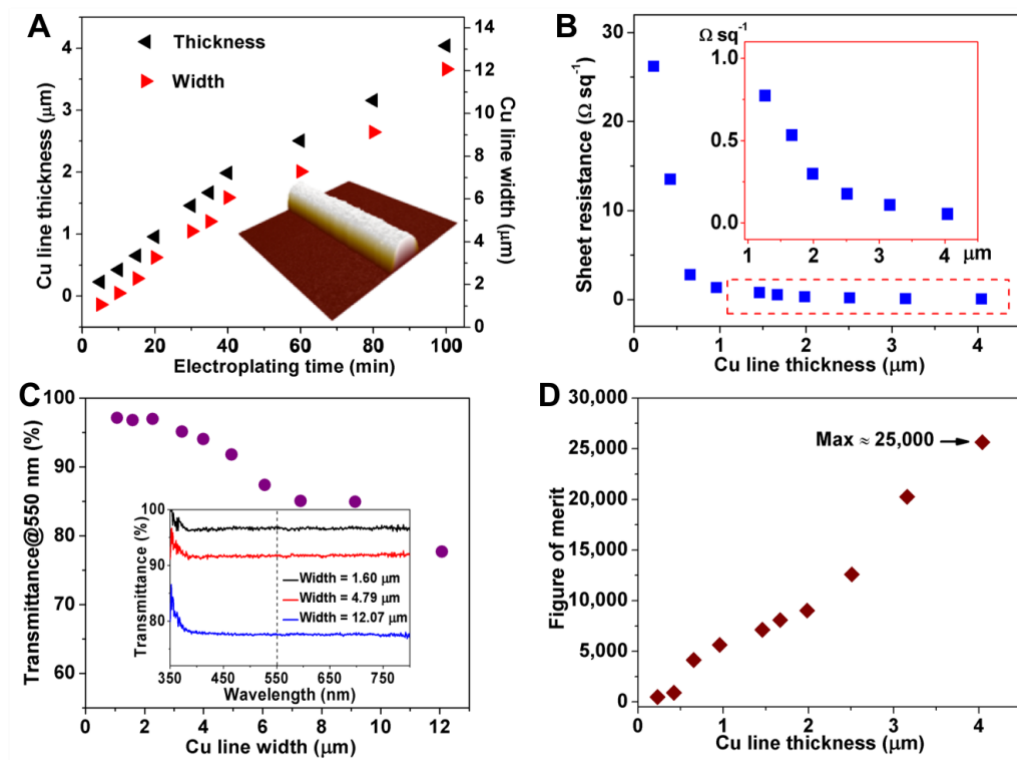 A
Thickness
Width
4
3
2
1
0
Cu line thickness (µm)
14
12
10
8
6
4
2
0
Cu line width (µm)
0 20 40 60 80 100
Electroplating time (min)
B
30
20
10
0
Sheet resistance (Ω sq⁻¹)
Ω sq⁻¹
1.0
0.5
0.0
1 2 3 4 µm
0 1 2 3 4
Cu line thickness (µm)
C
100
90
80
70
60
Transmittance@550 nm (%)
100
90
80
Transmittance (%)
Width = 1.60 µm
Width = 4.79 µm
Width = 12.07 µm
350 450 550 650 750
Wavelength (nm)
0 2 4 6 8 10 12
Cu line width (µm)
D
30,000
25,000
20,000
15,000
10,000
5,000
0
Figure of merit
Max ≈ 25,000
0 1 2 3 4
Cu line thickness (µm)